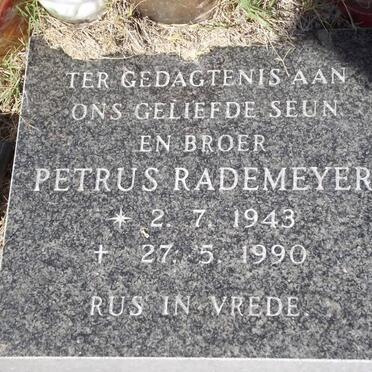 TER GEDAGTENIS AAN
ONS GELIEFDE SEUN
EN BROER
PETRUS RADEMEYER
* 2. 7. 1943
+ 27. 5. 1990
RUS IN VREDE.